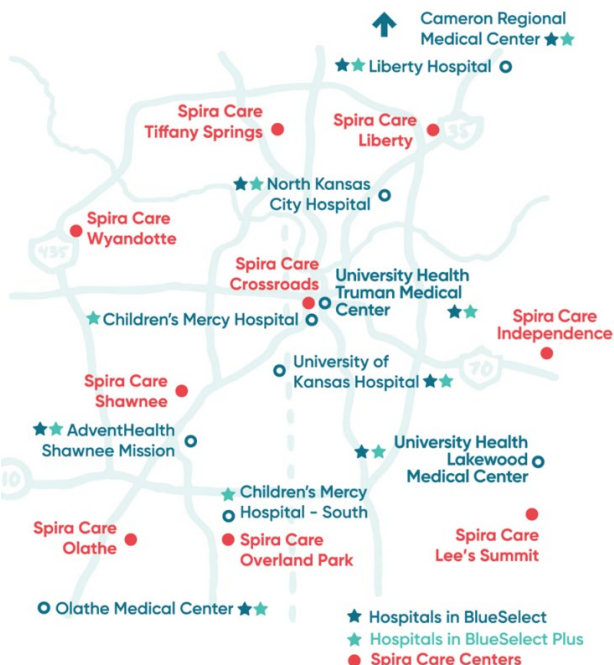 Cameron Regional
Medical Center ★★
★★ Liberty Hospital
Spira Care
Tiffany Springs
Spira Care
Liberty
35
★★ North Kansas
City Hospital
Spira Care
Wyandotte
435
Spira Care
Crossroads
University Health
Truman Medical
Center ★★
★ Children's Mercy Hospital
Spira Care
Independence
University of
Kansas Hospital ★★
70
Spira Care
Shawnee
★★ AdventHealth
Shawnee Mission
★★ University Health
Lakewood
Medical Center
10
★ Children's Mercy
Hospital - South
Spira Care
Olathe
Spira Care
Overland Park
Spira Care
Lee's Summit
Olathe Medical Center ★★
★ Hospitals in BlueSelect
★ Hospitals in BlueSelect Plus
Spira Care Centers